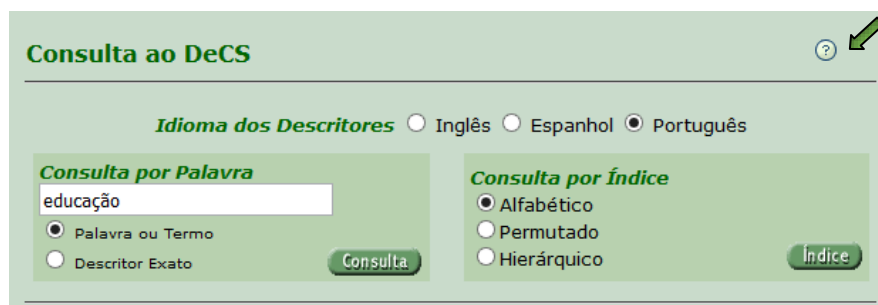 Consulta ao DeCS
?
Idioma dos Descritores Inglês Espanhol Português
Consulta por Palavra
educação
Palavra ou Termo
Descritor Exato
Consulta
Consulta por Índice
Alfabético
Permutado
Hierárquico
Índice